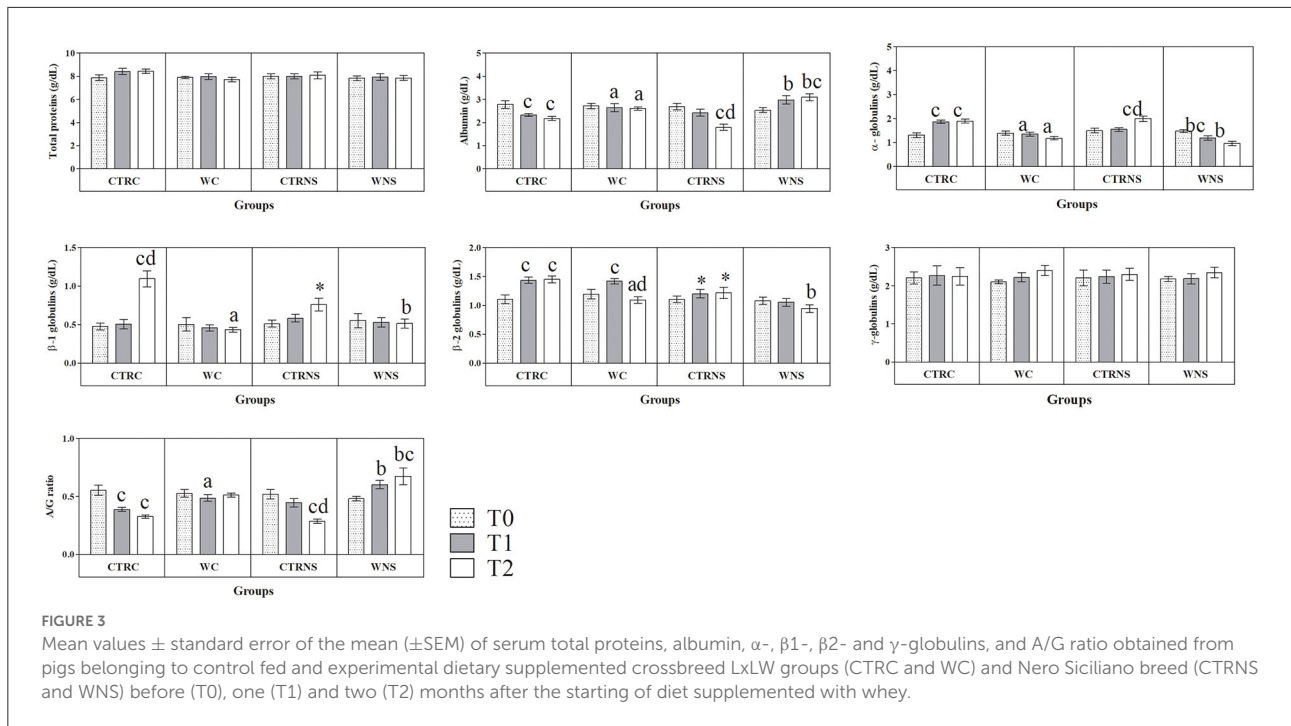 Total proteins (g/dL)
10
8
6
4
2
0
CTRC WC CTRNS WNS
Groups
Albumin (g/dL)
5
4
3
2
1
0
c c a a cd b bc
CTRC WC CTRNS WNS
Groups
α- globulins (g/dL)
5
4
3
2
1
0
c c a a cd bc b
CTRC WC CTRNS WNS
Groups
β-1 globulins (g/dL)
1.5
1.0
0.5
0.0
cd a * b
CTRC WC CTRNS WNS
Groups
β-2 globulins (g/dL)
2.0
1.5
1.0
0.5
0.0
c c c ad * * b
CTRC WC CTRNS WNS
Groups
γ-globulins (g/dL)
3
2
1
0
CTRC WC CTRNS WNS
Groups
A/G ratio
1.0
0.5
0.0
c c a cd b bc
CTRC WC CTRNS WNS
Groups
T0
T1
T2
FIGURE 3
Mean values ± standard error of the mean (±SEM) of serum total proteins, albumin, α-, β1-, β2- and γ-globulins, and A/G ratio obtained from
pigs belonging to control fed and experimental dietary supplemented crossbreed LxLW groups (CTRC and WC) and Nero Siciliano breed (CTRNS
and WNS) before (T0), one (T1) and two (T2) months after the starting of diet supplemented with whey.